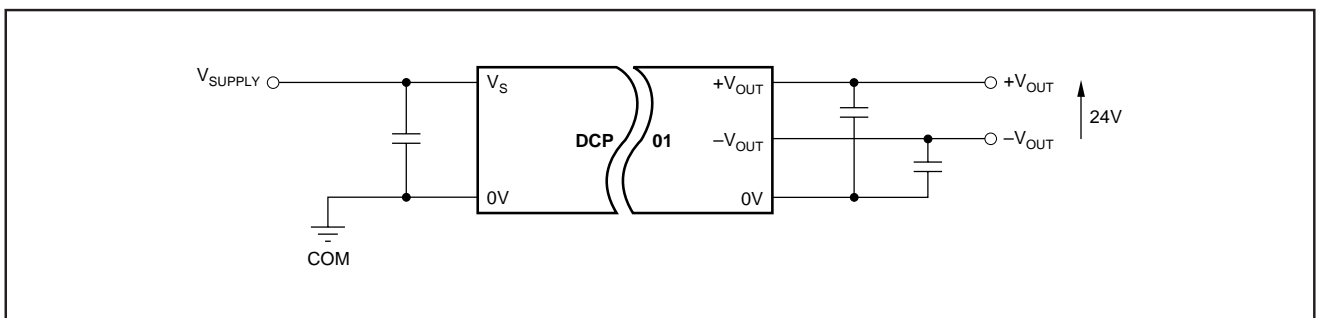 V_SUPPLY
V_S
+V_OUT
+V_OUT
24V
DCP 01
–V_OUT
–V_OUT
0V
0V
COM